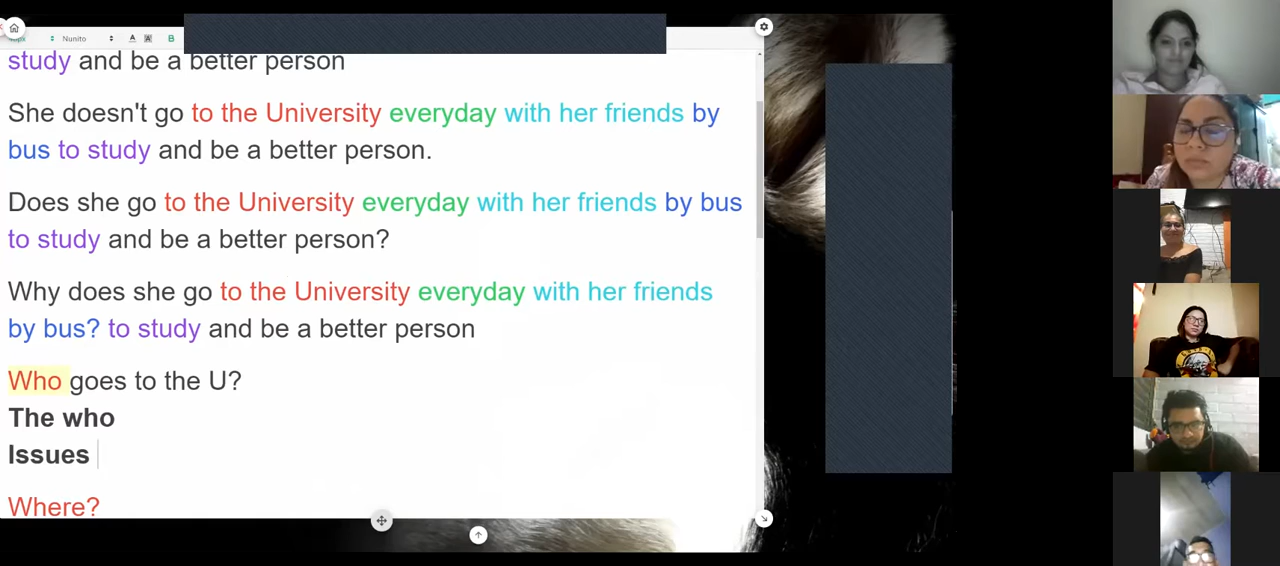 Nunito A A B
study and be a better person
She doesn't go to the University everyday with her friends by
bus to study and be a better person.
Does she go to the University everyday with her friends by bus
to study and be a better person?
Why does she go to the University everyday with her friends
by bus? to study and be a better person
Who goes to the U?
The who
Issues
Where?